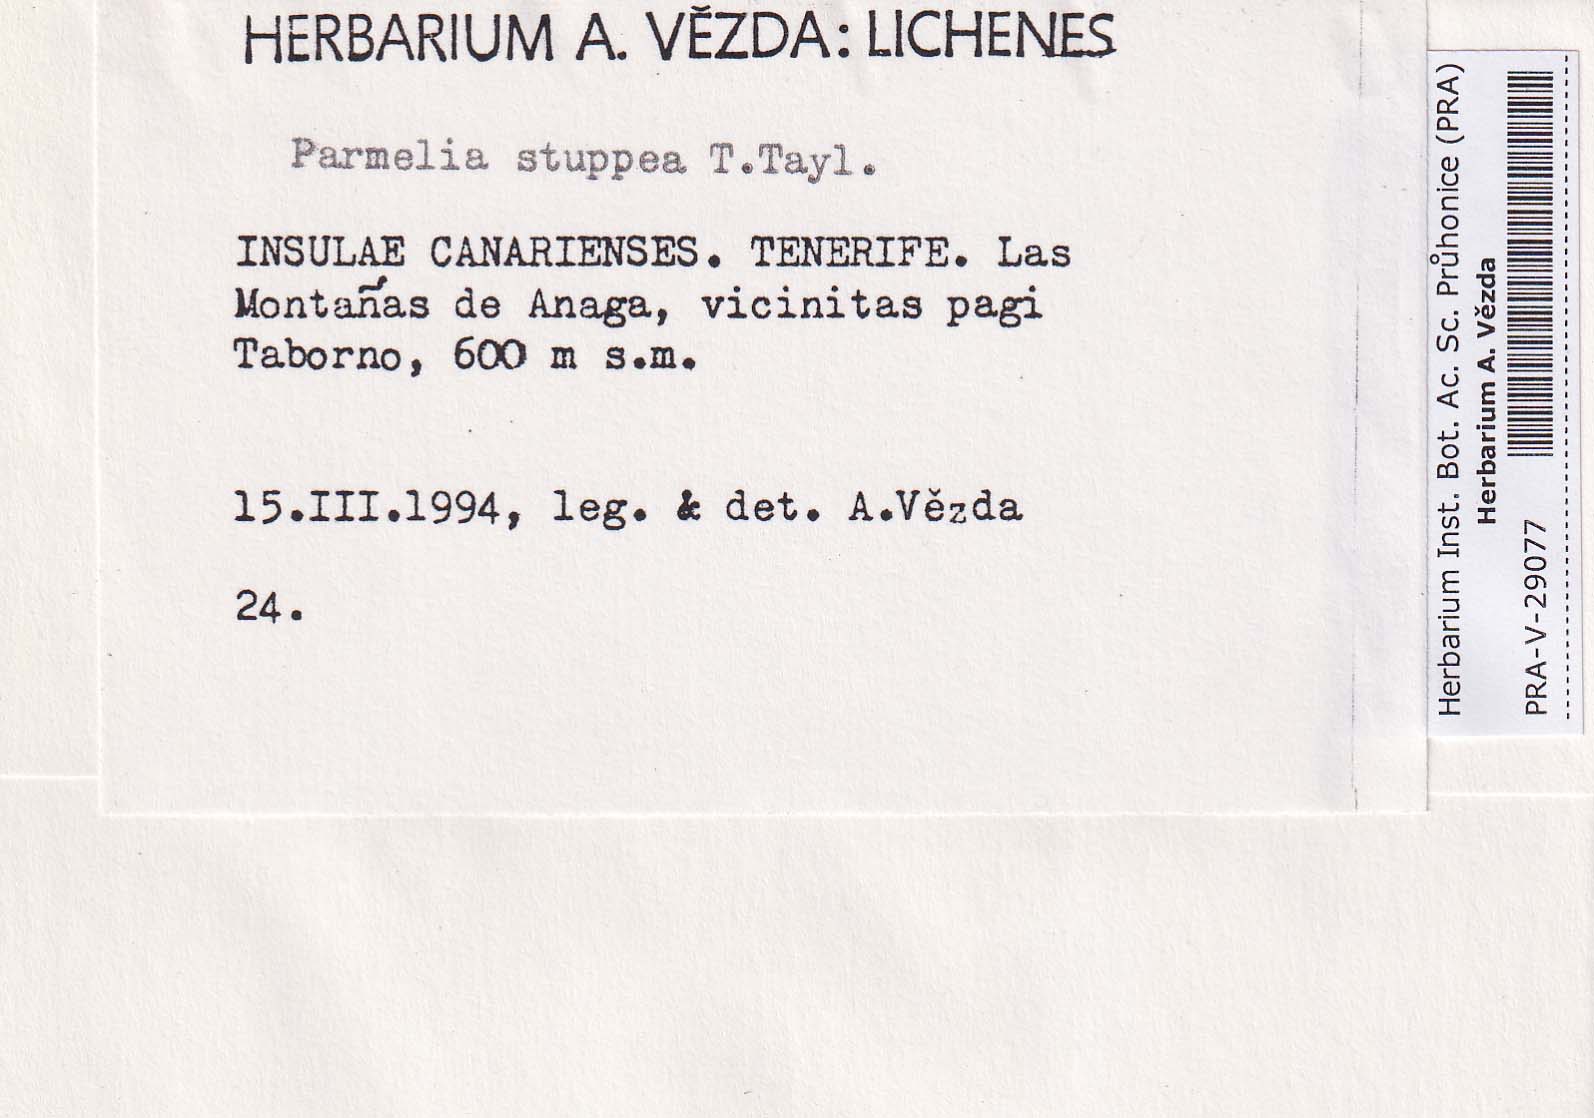 HERBARIUM A. VĚZDA: LICHENES
Parmelia stuppea T.Tayl.
INSULAE CANARIENSES. TENERIFE. Las
Montañas de Anaga, vicinitas pagi
Taborno, 600 m s.m.
15.III.1994, leg. & det. A.Vězda
24.
Herbarium Inst. Bot. Ac. Sc. Průhonice (PRA)
Herbarium A. Vězda
PRA-V-29077